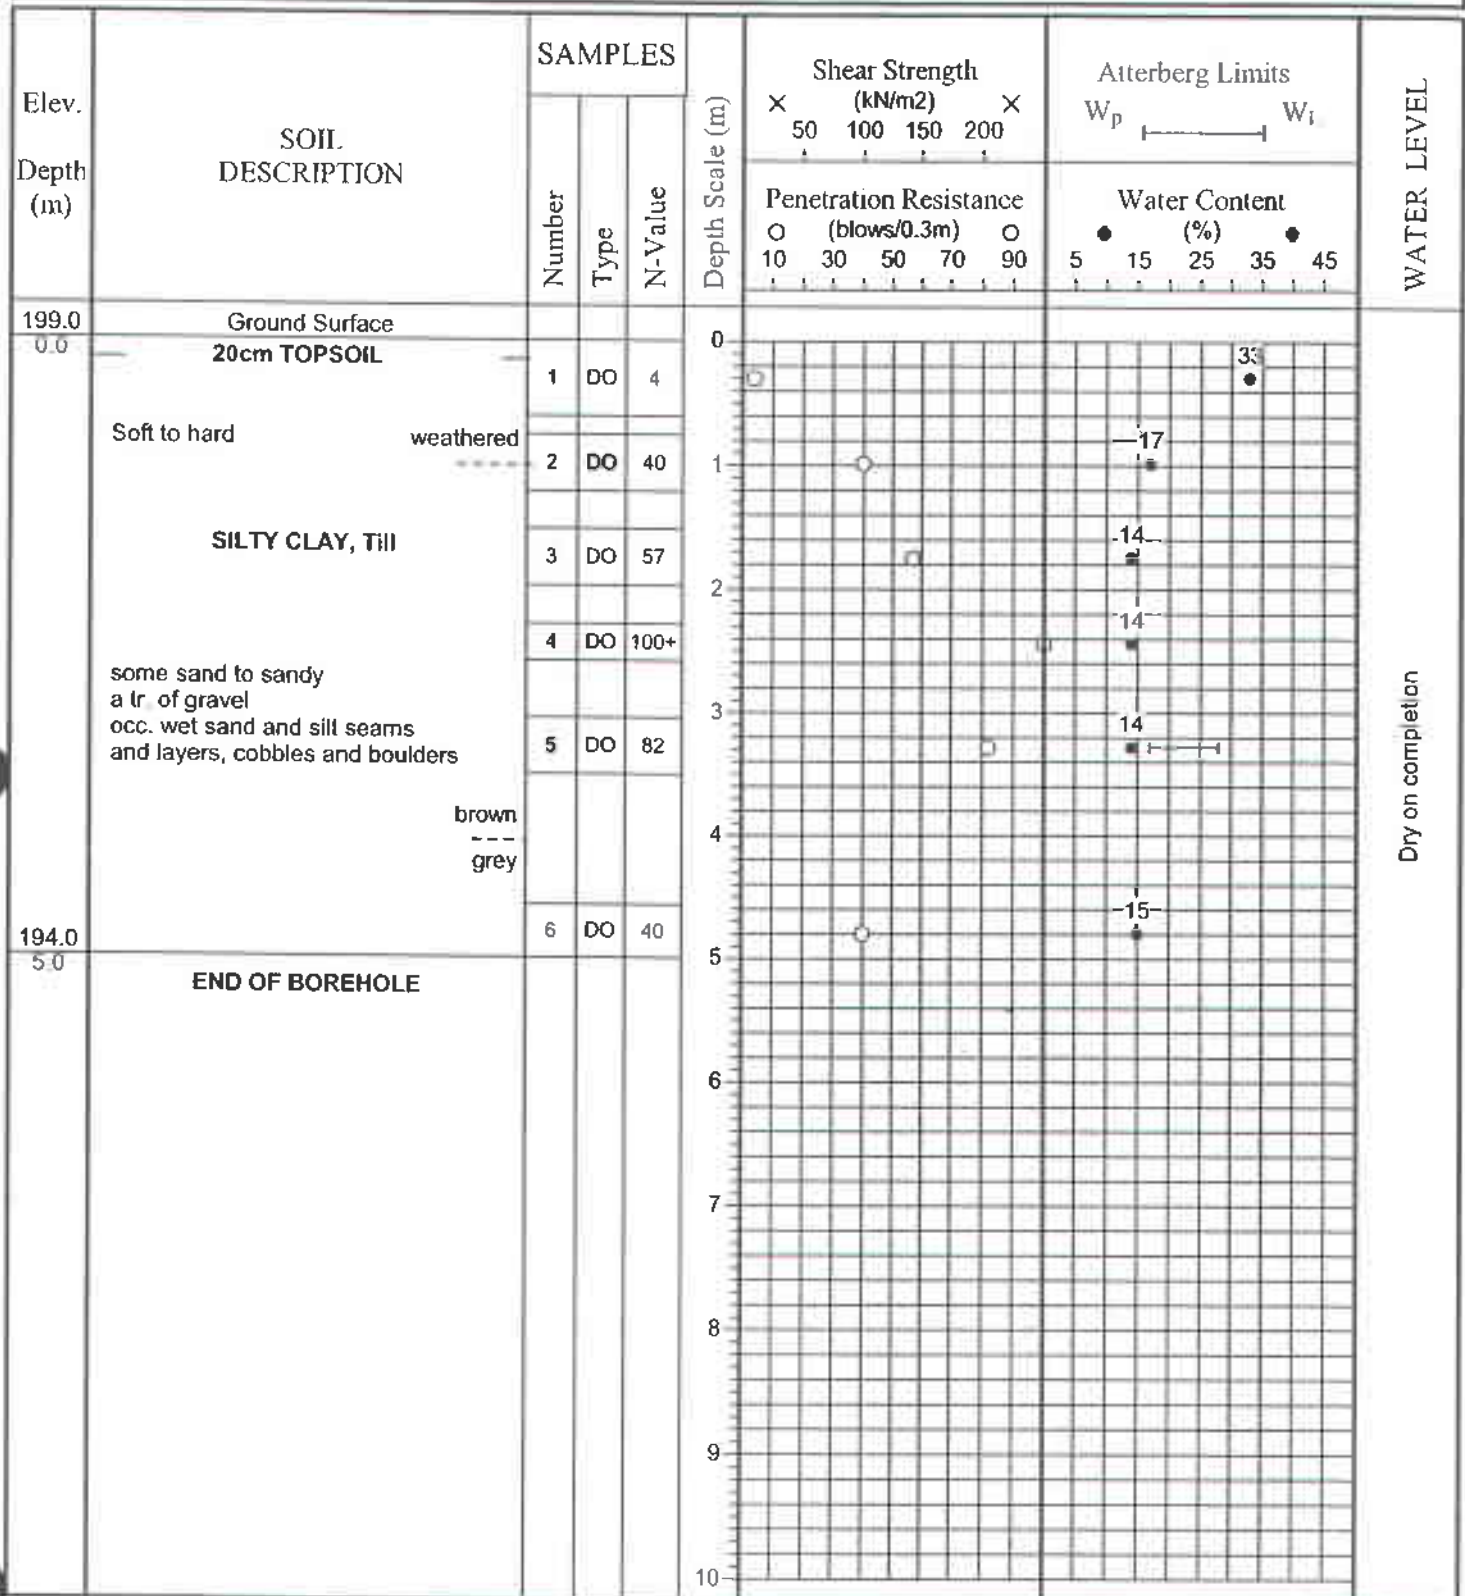 Elev.
Depth
(m)
SOIL
DESCRIPTION
SAMPLES
Number
Type
N-Value
Depth Scale (m)
Shear Strength
× (kN/m2) ×
50 100 150 200
Penetration Resistance
○ (blows/0.3m) ○
10 30 50 70 90
Atterberg Limits
Wp Wl
Water Content
● (%) ●
5 15 25 35 45
WATER LEVEL
199.0 Ground Surface
0.0 20cm TOPSOIL
0
33
1 DO 4
Soft to hard weathered
17
2 DO 40
1
SILTY CLAY, Till
14
3 DO 57
2
14
4 DO 100+
some sand to sandy
a tr. of gravel
3
occ. wet sand and silt seams
14
and layers, cobbles and boulders
5 DO 82
Dry on completion
brown
4
grey
15
6 DO 40
194.0
5.0
5
END OF BOREHOLE
6
7
8
9
10